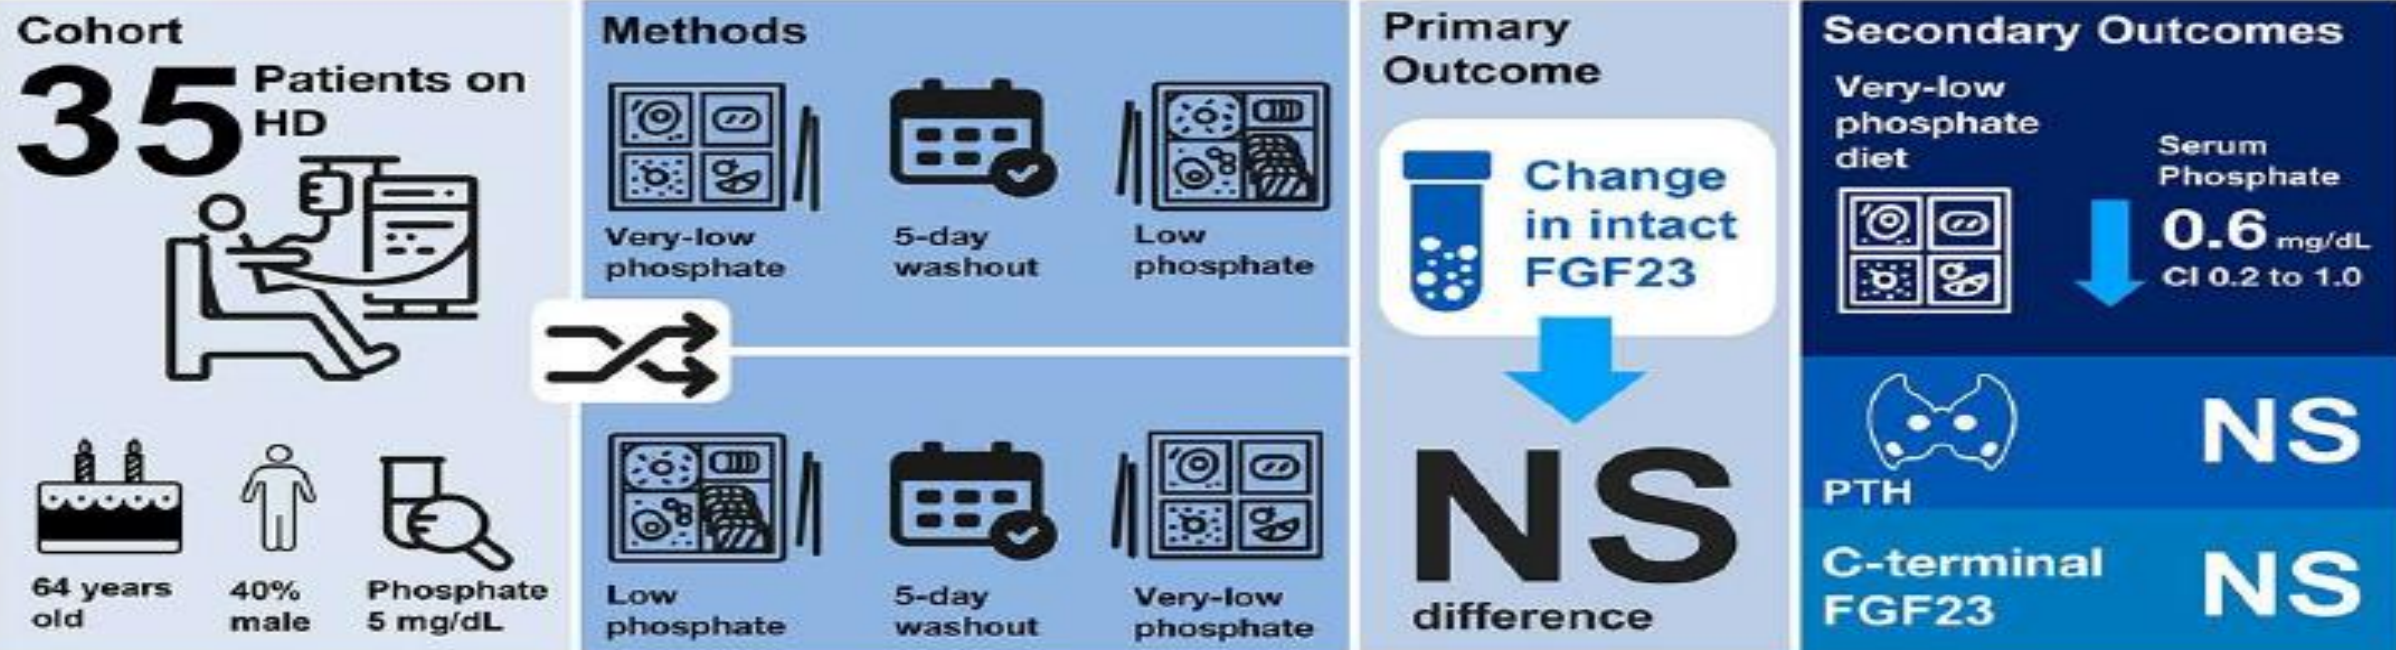 Cohort
35 Patients on
HD
64 years
old
40%
male
Phosphate
5 mg/dL
Methods
Very-low
phosphate
5-day
washout
Low
phosphate
Low
phosphate
5-day
washout
Very-low
phosphate
Primary
Outcome
Change
in intact
FGF23
NS
difference
Secondary Outcomes
Very-low
phosphate
diet
Serum
Phosphate
0.6 mg/dL
CI 0.2 to 1.0
PTH
NS
C-terminal
FGF23
NS